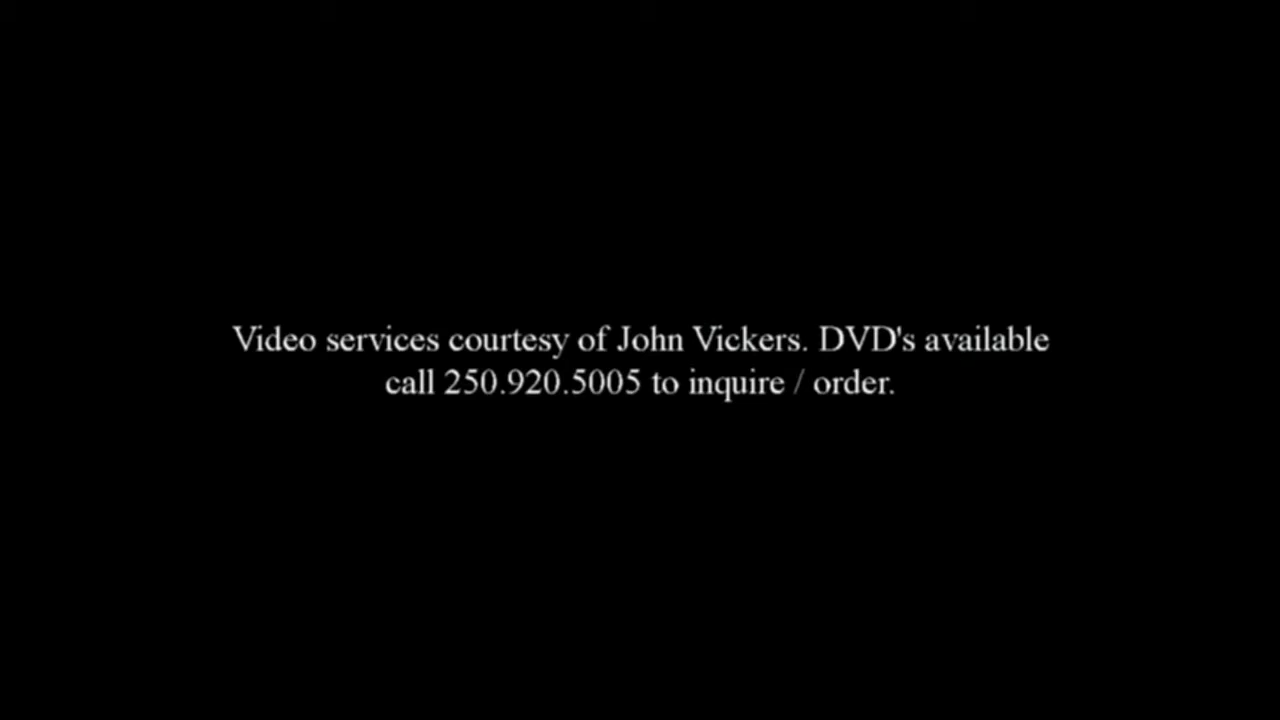 Video services courtesy of John Vickers. DVD's available
call 250.920.5005 to inquire / order.